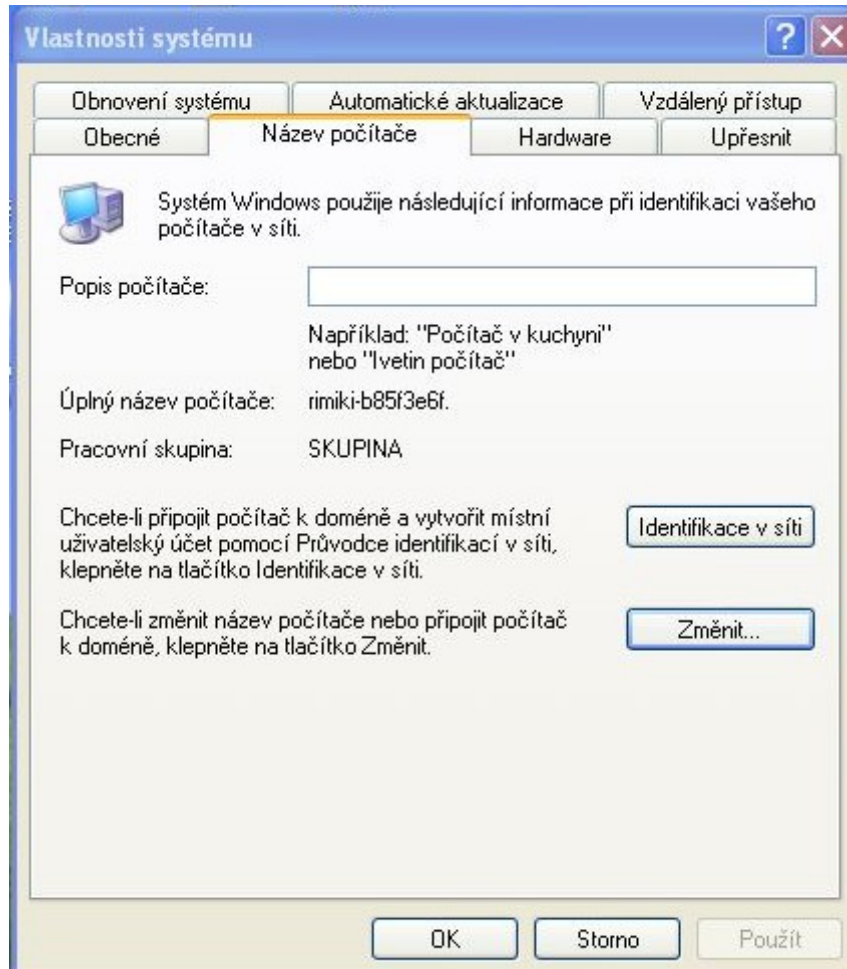 Vlastnosti systému
Obnovení systému
Automatické aktualizace
Vzdálený přístup
Obecné
Název počítače
Hardware
Upřesnit
Systém Windows použije následující informace při identifikaci vašeho
počítače v síti.
Popis počítače:
Například: "Počítač v kuchyni"
nebo "Ivetin počítač"
Úplný název počítače: rimiki-b85f3e6f.
Pracovní skupina: SKUPINA
Chcete-li připojit počítač k doméně a vytvořit místní
uživatelský účet pomocí Průvodce identifikací v síti,
klepněte na tlačítko Identifikace v síti.
Identifikace v síti
Chcete-li změnit název počítače nebo připojit počítač
k doméně, klepněte na tlačítko Změnit.
Změnit...
OK
Storno
Použít